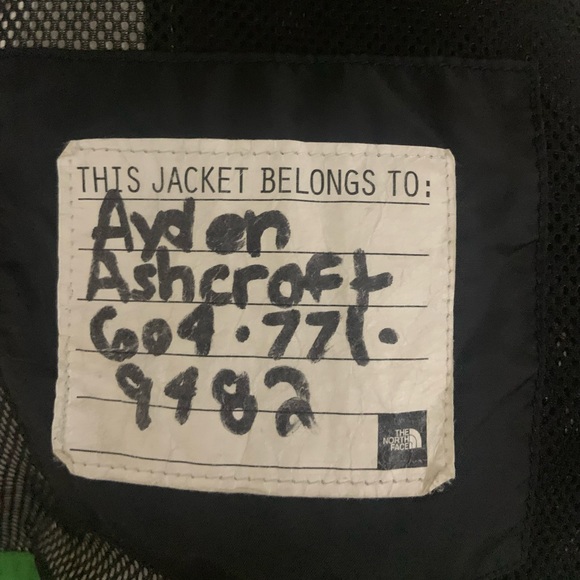 THIS JACKET BELONGS TO:
Ayden
Ashcroft
604·771·
9482
THE
NORTH
FACE